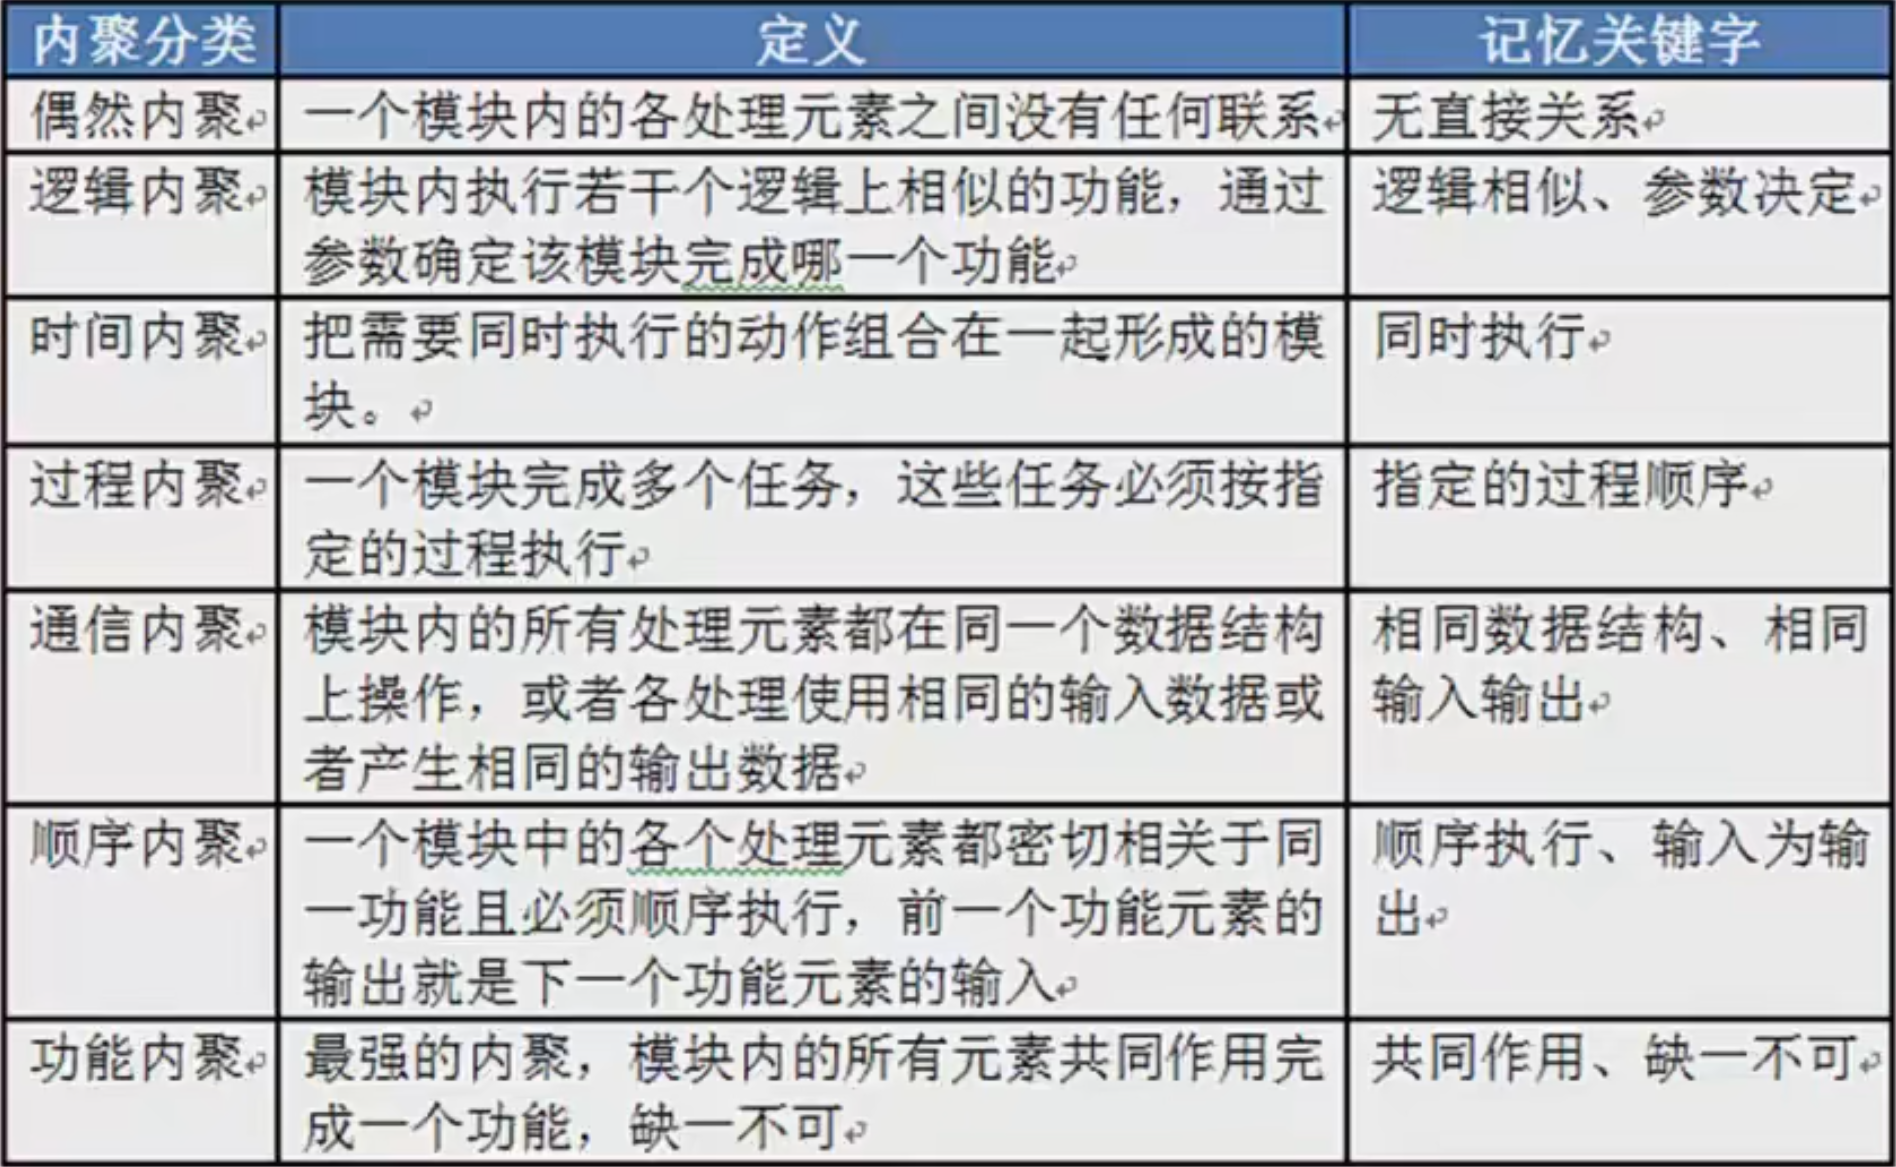 内聚分类 定义 记忆关键字
偶然内聚 一个模块内的各处理元素之间没有任何联系 无直接关系
逻辑内聚 模块内执行若干个逻辑上相似的功能，通过 逻辑相似、参数决定
参数确定该模块完成哪一个功能
时间内聚 把需要同时执行的动作组合在一起形成的模 同时执行
块。
过程内聚 一个模块完成多个任务，这些任务必须按指 指定的过程顺序
定的过程执行
通信内聚 模块内的所有处理元素都在同一个数据结构 相同数据结构、相同
上操作，或者各处理使用相同的输入数据或 输入输出
者产生相同的输出数据
顺序内聚 一个模块中的各个处理元素都密切相关于同 顺序执行、输入为输
一功能且必须顺序执行，前一个功能元素的 出
输出就是下一个功能元素的输入
功能内聚 最强的内聚，模块内的所有元素共同作用完 共同作用、缺一不可
成一个功能，缺一不可